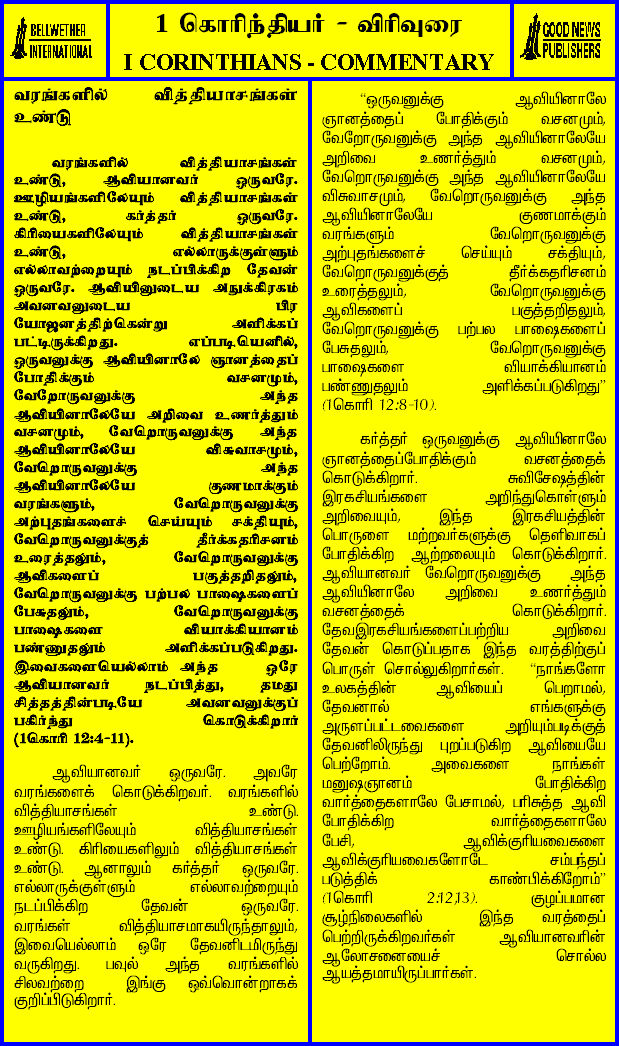 BELLWETHER
INTERNATIONAL
1 கொரிந்தியர் - விரிவுரை
I CORINTHIANS - COMMENTARY
GOOD NEWS
PUBLISHERS
வரங்களில் வித்தியாசங்கள்
உண்டு
வரங்களில் வித்தியாசங்கள்
உண்டு, ஆவியானவர் ஒருவரே.
ஊழியங்களிலேயும் வித்தியாசங்கள்
உண்டு, கர்த்தர் ஒருவரே.
கிரியைகளிலேயும் வித்தியாசங்கள்
உண்டு, எல்லாருக்குள்ளும்
எல்லாவற்றையும் நடப்பிக்கிற தேவன்
ஒருவரே. ஆவியினுடைய அநுக்கிரகம்
அவனவனுடைய பிர
யோஜனத்திற்கென்று அளிக்கப்
பட்டிருக்கிறது. எப்படியெனில்,
ஒருவனுக்கு ஆவியினாலே ஞானத்தைப்
போதிக்கும் வசனமும்,
வேறோருவனுக்கு அந்த
ஆவியினாலேயே அறிவை உணர்த்தும்
வசனமும், வேறொருவனுக்கு அந்த
ஆவியினாலேயே விசுவாசமும்,
வேறொருவனுக்கு அந்த
ஆவியினாலேயே குணமாக்கும்
வரங்களும், வேறொருவனுக்கு
அற்புதங்களைச் செய்யும் சக்தியும்,
வேறொருவனுக்குத் தீர்க்கதரிசனம்
உரைத்தலும், வேறொருவனுக்கு
ஆவிகளைப் பகுத்தறிதலும்,
வேறொருவனுக்கு பற்பல பாஷைகளைப்
பேசுதலும், வேறொருவனுக்கு
பாஷைகளை வியாக்கியானம்
பண்ணுதலும் அளிக்கப்படுகிறது.
இவைகளையெல்லாம் அந்த ஒரே
ஆவியானவர் நடப்பித்து, தமது
சித்தத்தின்படியே அவனவனுக்குப்
பகிர்ந்து கொடுக்கிறார்
(1கொரி 12:4-11).
ஆவியானவர் ஒருவரே. அவரே
வரங்களைக் கொடுக்கிறவர். வரங்களில்
வித்தியாசங்கள் உண்டு.
ஊழியங்களிலேயும் வித்தியாசங்கள்
உண்டு. கிரியைகளிலும் வித்தியாசங்கள்
உண்டு. ஆனாலும் கர்த்தர் ஒருவரே.
எல்லாருக்குள்ளும் எல்லாவற்றையும்
நடப்பிக்கிற தேவன் ஒருவரே.
வரங்கள் வித்தியாசமாகயிருந்தாலும்,
இவையெல்லாம் ஒரே தேவனிடமிருந்து
வருகிறது. பவுல் அந்த வரங்களில்
சிலவற்றை இங்கு ஒவ்வொன்றாகக்
குறிப்பிடுகிறார்.
“ஒருவனுக்கு ஆவியினாலே
ஞானத்தைப் போதிக்கும் வசனமும்,
வேறோருவனுக்கு அந்த ஆவியினாலேயே
அறிவை உணர்த்தும் வசனமும்,
வேறொருவனுக்கு அந்த ஆவியினாலேயே
விசுவாசமும், வேறொருவனுக்கு அந்த
ஆவியினாலேயே குணமாக்கும்
வரங்களும் வேறொருவனுக்கு
அற்புதங்களைச் செய்யும் சக்தியும்,
வேறொருவனுக்குத் தீர்க்கதரிசனம்
உரைத்தலும், வேறொருவனுக்கு
ஆவிகளைப் பகுத்தறிதலும்,
வேறொருவனுக்கு பற்பல பாஷைகளைப்
பேசுதலும், வேறொருவனுக்கு
பாஷைகளை வியாக்கியானம்
பண்ணுதலும் அளிக்கப்படுகிறது”
(1கொரி 12:8-10).
கர்த்தர் ஒருவனுக்கு ஆவியினாலே
ஞானத்தைப்போதிக்கும் வசனத்தைக்
கொடுக்கிறார். சுவிசேஷத்தின்
இரகசியங்களை அறிந்துகொள்ளும்
அறிவையும், இந்த இரகசியத்தின்
பொருளை மற்றவர்களுக்கு தெளிவாகப்
போதிக்கிற ஆற்றலையும் கொடுக்கிறார்.
ஆவியானவர் வேறொருவனுக்கு அந்த
ஆவியினாலே அறிவை உணர்த்தும்
வசனத்தைக் கொடுக்கிறார்.
தேவஇரகசியங்களைப்பற்றிய அறிவை
தேவன் கொடுப்பதாக இந்த வரத்திற்குப்
பொருள் சொல்லுகிறார்கள். “நாங்களோ
உலகத்தின் ஆவியைப் பெறாமல்,
தேவனால் எங்களுக்கு
அருளப்பட்டவைகளை அறியும்படிக்குத்
தேவனிலிருந்து புறப்படுகிற ஆவியையே
பெற்றோம். அவைகளை நாங்கள்
மனுஷஞானம் போதிக்கிற
வார்த்தைகளாலே பேசாமல், பரிசுத்த ஆவி
போதிக்கிற வார்த்தைகளாலே
பேசி, ஆவிக்குரியவைகளை
ஆவிக்குரியவைகளோடே சம்பந்தப்
படுத்திக் காண்பிக்கிறோம்”
(1கொரி 2:12,13). குழப்பமான
சூழ்நிலைகளில் இந்த வரத்தைப்
பெற்றிருக்கிறவர்கள் ஆவியானவரின்
ஆலோசனையைச் சொல்ல
ஆயத்தமாயிருப்பார்கள்.